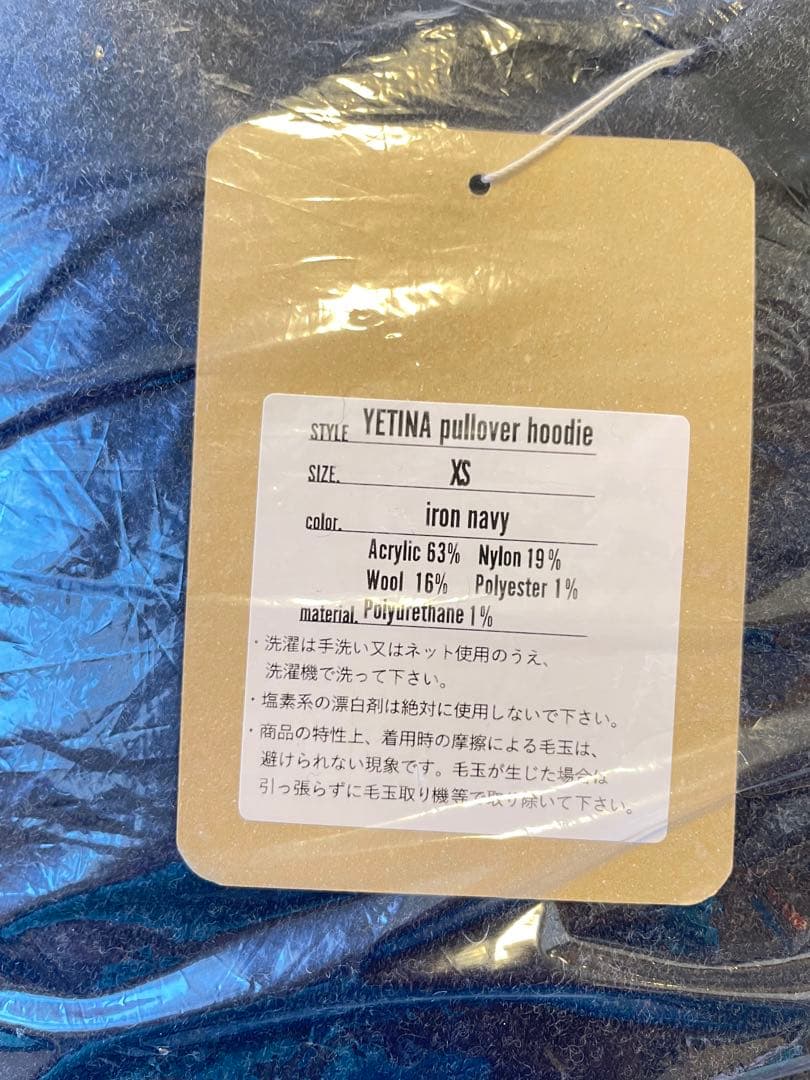 STYLE YETINA pullover hoodie
SIZE. XS
color. iron navy
Acrylic 63% Nylon 19%
Wool 16% Polyester 1%
material. Polyurethane 1%
・洗濯は手洗い又はネット使用のうえ、
洗濯機で洗って下さい。
・塩素系の漂白剤は絶対に使用しないで下さい。
・商品の特性上、着用時の摩擦による毛玉は、
避けられない現象です。毛玉が生じた場合は
引っ張らずに毛玉取り機等で取り除いて下さい。